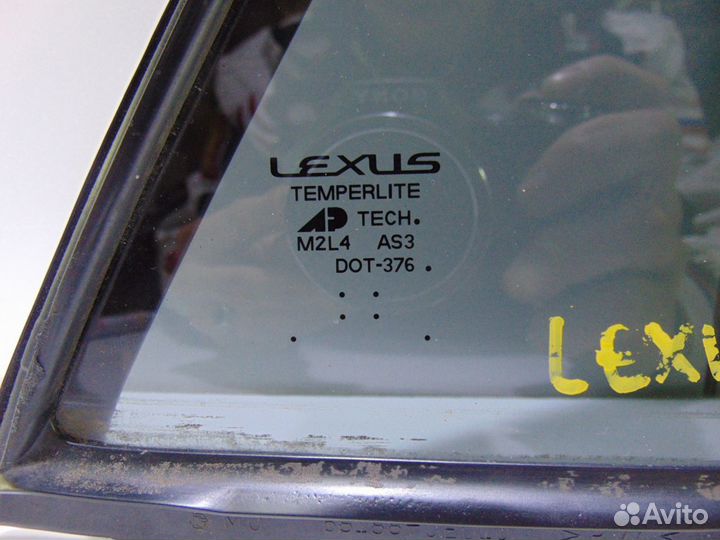 LEXUS
TEMPERLITE
AP TECH.
M2L4 AS3
DOT-376
LEXU
Avito